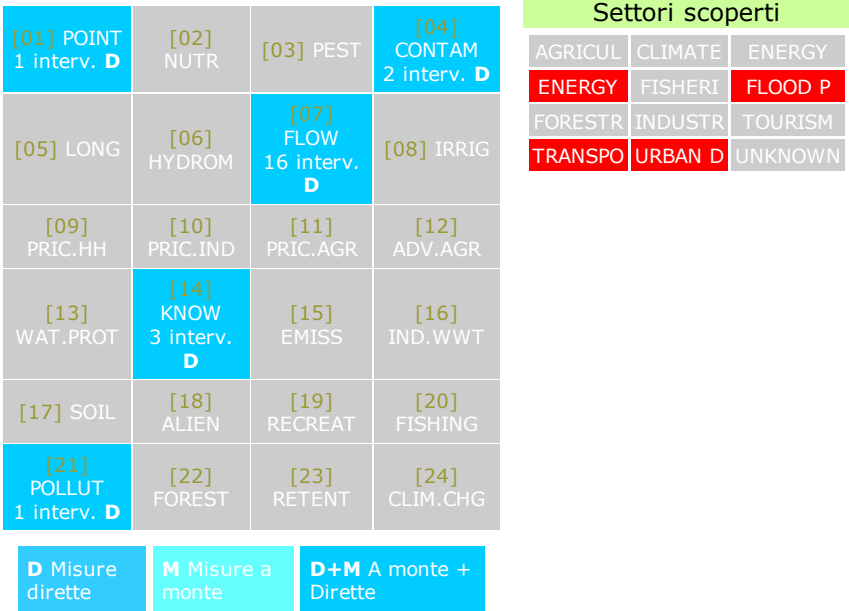 [01] POINT
1 interv. D
[02]
NUTR
[03] PEST
[04]
CONTAM
2 interv. D
[05] LONG
[06]
HYDROM
[07]
FLOW
16 interv.
D
[08] IRRIG
[09]
PRIC.HH
[10]
PRIC.IND
[11]
PRIC.AGR
[12]
ADV.AGR
[13]
WAT.PROT
[14]
KNOW
3 interv.
D
[15]
EMISS
[16]
IND.WWT
[17] SOIL
[18]
ALIEN
[19]
RECREAT
[20]
FISHING
[21]
POLLUT
1 interv. D
[22]
FOREST
[23]
RETENT
[24]
CLIM.CHG
D Misure
dirette
M Misure a
monte
D+M A monte +
Dirette
Settori scoperti
AGRICUL CLIMATE ENERGY
ENERGY FISHERI FLOOD P
FORESTR INDUSTR TOURISM
TRANSPO URBAN D UNKNOWN